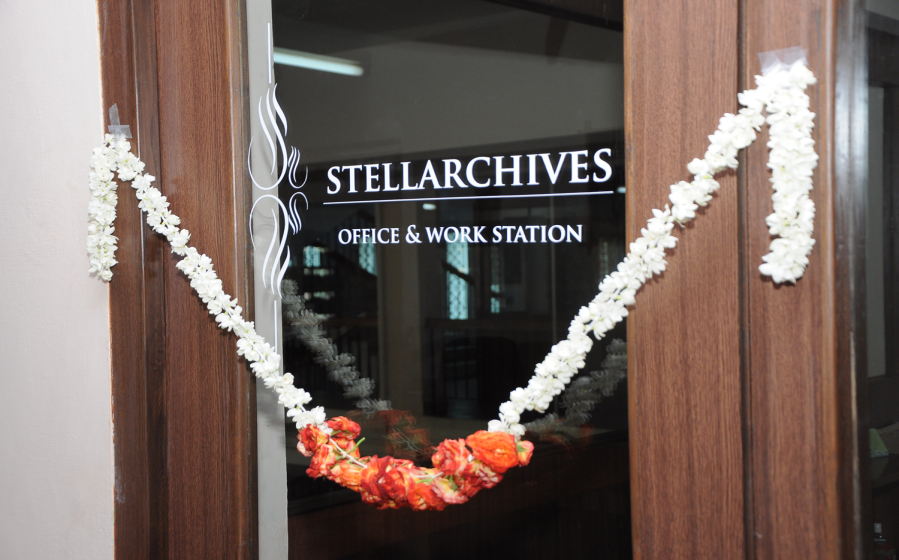 STELLARCHIVES
OFFICE & WORK STATION